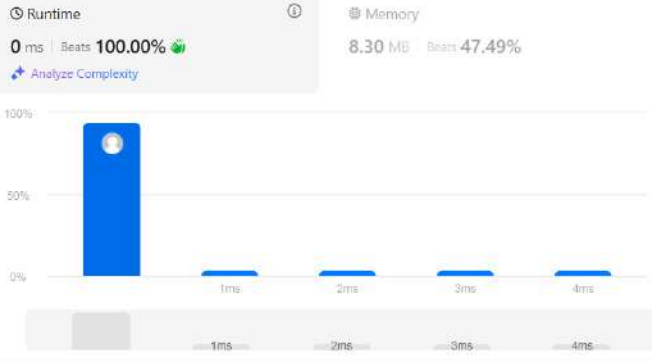 Runtime
Memory
0 ms Beats 100.00%
8.30 MB Beats 47.49%
Analyze Complexity
100%
50%
0%
1ms 2ms 3ms 4ms
1ms 2ms 3ms 4ms